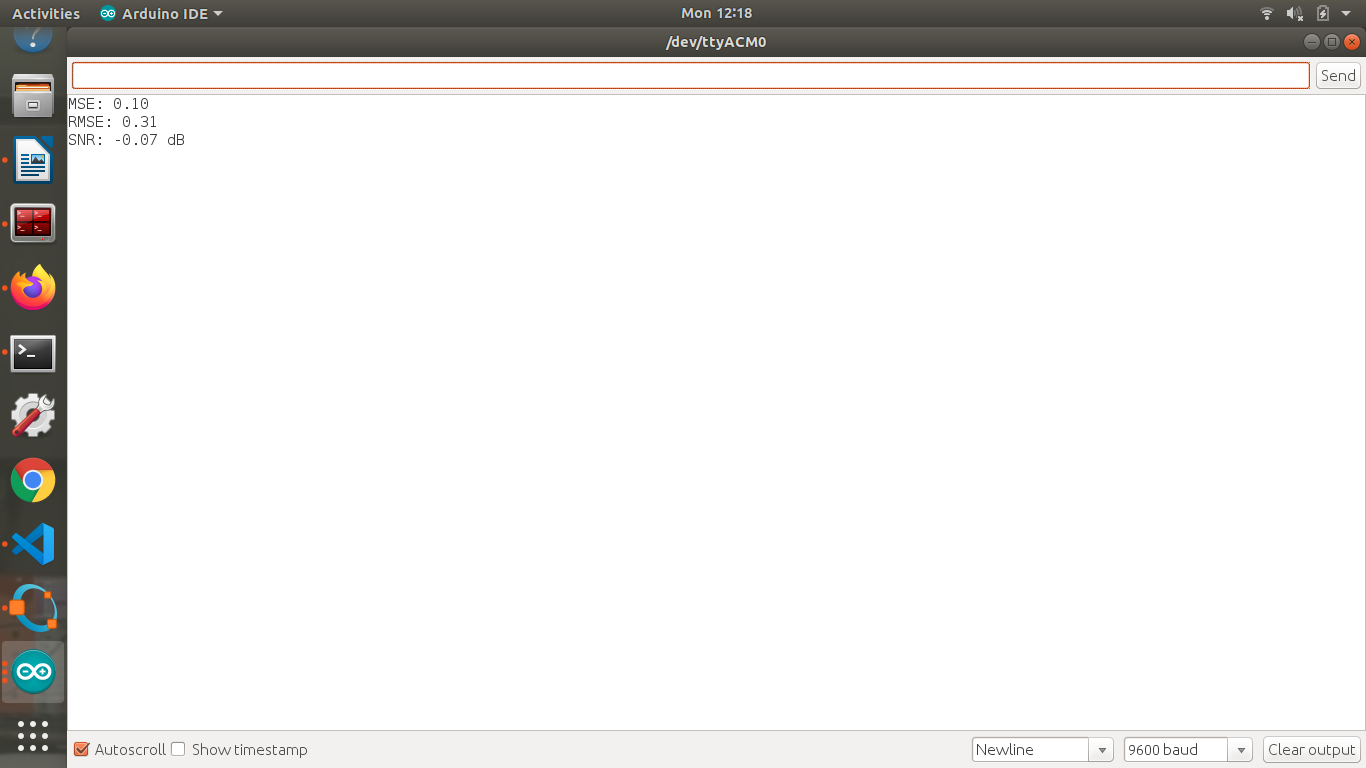 Activities Arduino IDE Mon 12:18
/dev/ttyACM0
Send
MSE: 0.10
RMSE: 0.31
SNR: -0.07 dB
Autoscroll Show timestamp Newline 9600 baud Clear output